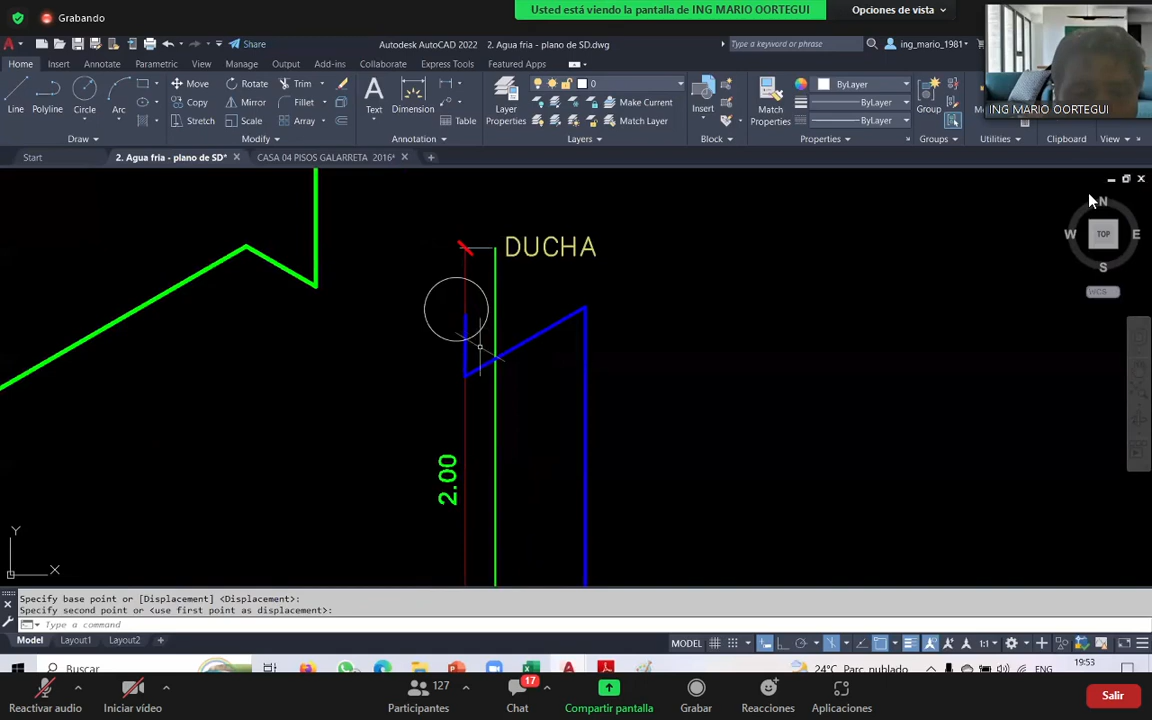 Grabando
Usted está viendo la pantalla de ING MARIO OORTEGUI
Opciones de vista
Share
Autodesk AutoCAD 2022
2. Agua fria - plano de SD.dwg
Type a keyword or phrase
ing_mario_1981
Home
Insert
Annotate
Parametric
View
Manage
Output
Add-ins
Collaborate
Express Tools
Featured Apps
Line
Polyline
Circle
Arc
Move
Rotate
Trim
Copy
Mirror
Fillet
Stretch
Scale
Array
Text
Dimension
Table
Layer
Properties
0
Make Current
Match Layer
Insert
Match
Properties
ByLayer
ByLayer
ByLayer
Group
ING MARIO OORTEGUI
Draw
Modify
Annotation
Layers
Block
Properties
Groups
Utilities
Clipboard
View
Start
2. Agua fria - plano de SD*
CASA 04 PISOS GALARRETA 2016*
N
W
TOP
E
S
WCS
DUCHA
2.00
Y
X
Specify base point or [Displacement] <Displacement>:
Specify second point or <use first point as displacement>:
Type a command
Model
Layout1
Layout2
MODEL
1:1
Buscar
24°C Parc. nublado
ENG
19:53
17
127
Reactivar audio
Iniciar vídeo
Participantes
Chat
Compartir pantalla
Grabar
Reacciones
Aplicaciones
Salir